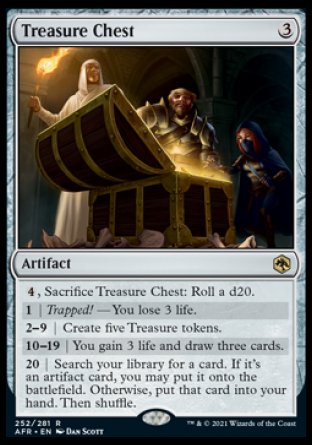 Treasure Chest 3
Artifact
4, Sacrifice Treasure Chest: Roll a d20.
1 | Trapped! — You lose 3 life.
2–9 | Create five Treasure tokens.
10–19 | You gain 3 life and draw three cards.
20 | Search your library for a card. If it's
an artifact card, you may put it onto the
battlefield. Otherwise, put that card into your
hand. Then shuffle.
252/281 R
™ & © 2021 Wizards of the Coast
AFR • EN Dan Scott